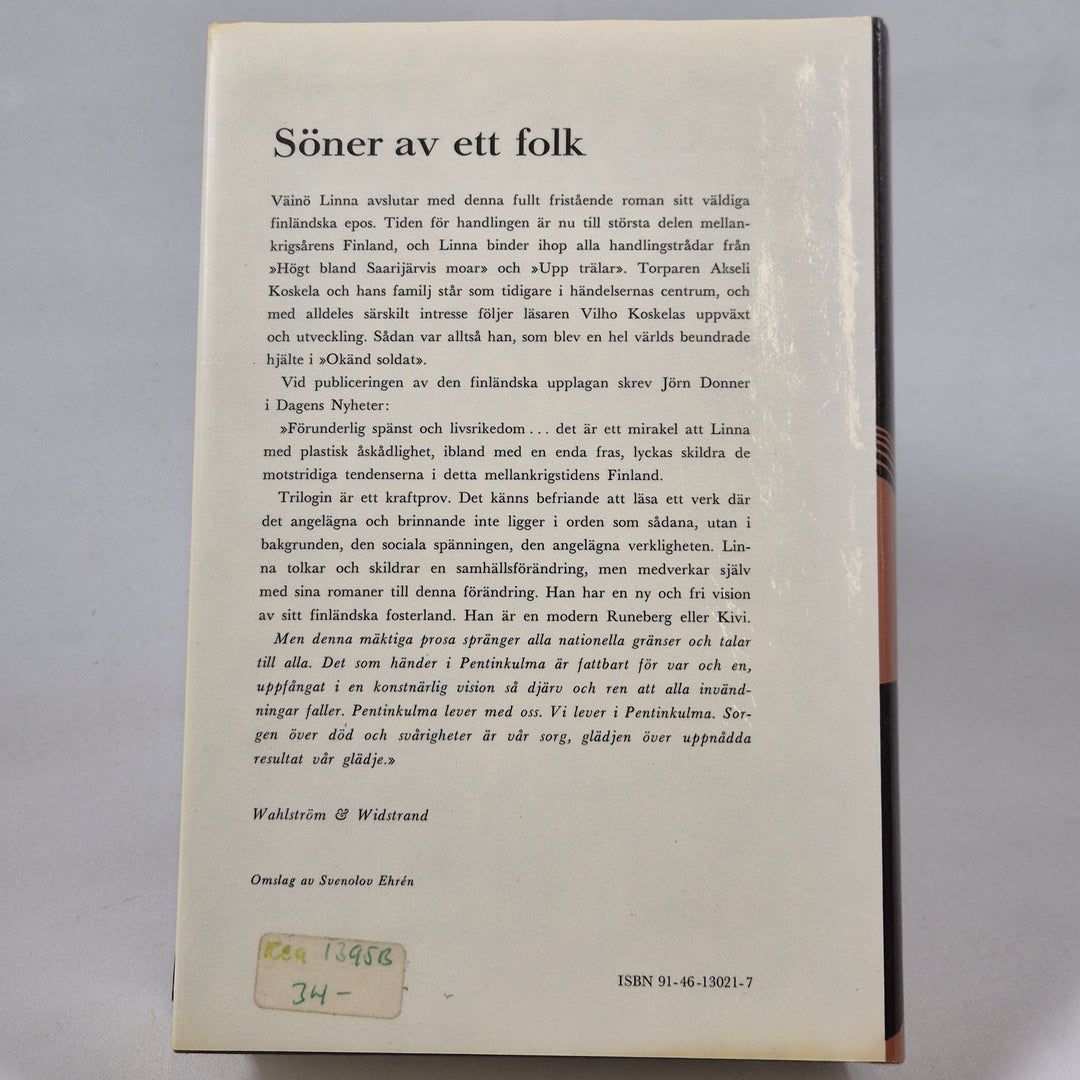 Söner av ett folk
Väinö Linna avslutar med denna fullt fristående roman sitt väldiga
finländska epos. Tiden för handlingen är nu till största delen mellan-
krigsårens Finland, och Linna binder ihop alla handlingstrådar från
»Högt bland Saarijärvis moar» och »Upp trälar». Torparen Akseli
Koskela och hans familj står som tidigare i händelsernas centrum, och
med alldeles särskilt intresse följer läsaren Vilho Koskelas uppväxt
och utveckling. Sådan var alltså han, som blev en hel världs beundrade
hjälte i »Okänd soldat».
Vid publiceringen av den finländska upplagan skrev Jörn Donner
i Dagens Nyheter:
»Förunderlig spänst och livsrikedom... det är ett mirakel att Linna
med plastisk åskådlighet, ibland med en enda fras, lyckas skildra de
motstridiga tendenserna i detta mellankrigstidens Finland.
Trilogin är ett kraftprov. Det känns befriande att läsa ett verk där
det angelägna och brinnande inte ligger i orden som sådana, utan i
bakgrunden, den sociala spänningen, den angelägna verkligheten. Lin-
na tolkar och skildrar en samhällsförändring, men medverkar själv
med sina romaner till denna förändring. Han har en ny och fri vision
av sitt finländska fosterland. Han är en modern Runeberg eller Kivi.
Men denna mäktiga prosa spränger alla nationella gränser och talar
till alla. Det som händer i Pentinkulma är fattbart för var och en,
uppfångat i en konstnärlig vision så djärv och ren att alla invänd-
ningar faller. Pentinkulma lever med oss. Vi lever i Pentinkulma. Sor-
gen över död och svårigheter är vår sorg, glädjen över uppnådda
resultat vår glädje.»
Wahlström & Widstrand
Omslag av Svenolov Ehrén
Rea 1395B
34-
ISBN 91-46-13021-7